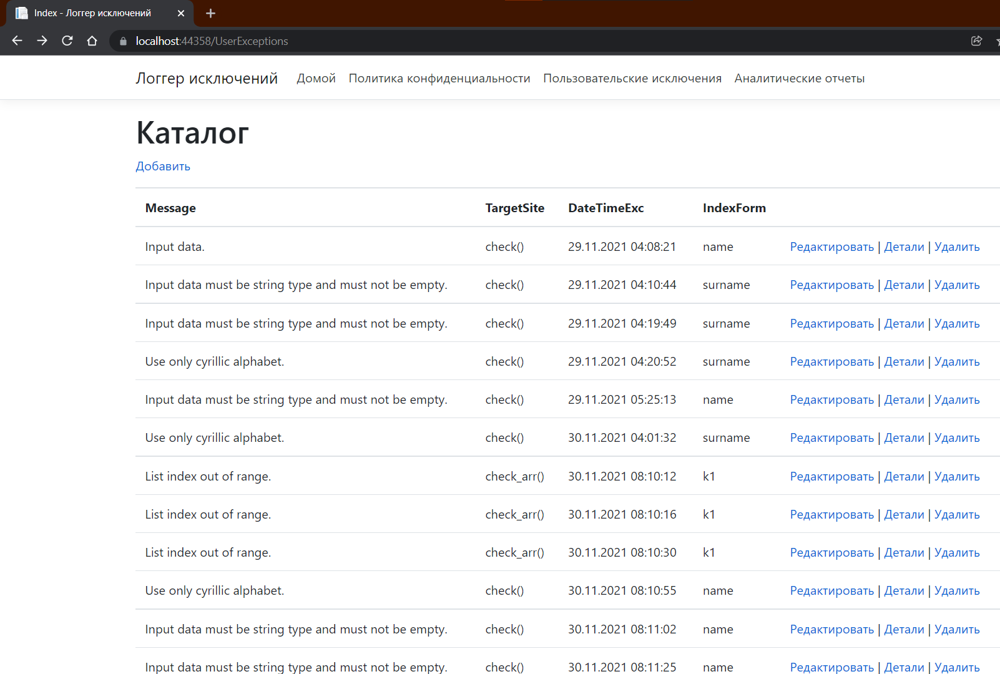 Index - Логгер исключений
localhost:44358/UserExceptions
Логгер исключений Домой Политика конфиденциальности Пользовательские исключения Аналитические отчеты
Каталог
Добавить
Message TargetSite DateTimeExc IndexForm
Input data. check() 29.11.2021 04:08:21 name Редактировать | Детали | Удалить
Input data must be string type and must not be empty. check() 29.11.2021 04:10:44 surname Редактировать | Детали | Удалить
Input data must be string type and must not be empty. check() 29.11.2021 04:19:49 surname Редактировать | Детали | Удалить
Use only cyrillic alphabet. check() 29.11.2021 04:20:52 surname Редактировать | Детали | Удалить
Input data must be string type and must not be empty. check() 29.11.2021 05:25:13 name Редактировать | Детали | Удалить
Use only cyrillic alphabet. check() 30.11.2021 04:01:32 surname Редактировать | Детали | Удалить
List index out of range. check_arr() 30.11.2021 08:10:12 k1 Редактировать | Детали | Удалить
List index out of range. check_arr() 30.11.2021 08:10:16 k1 Редактировать | Детали | Удалить
List index out of range. check_arr() 30.11.2021 08:10:30 k1 Редактировать | Детали | Удалить
Use only cyrillic alphabet. check() 30.11.2021 08:10:55 name Редактировать | Детали | Удалить
Input data must be string type and must not be empty. check() 30.11.2021 08:11:02 name Редактировать | Детали | Удалить
Input data must be string type and must not be empty. check() 30.11.2021 08:11:25 name Редактировать | Детали | Удалить